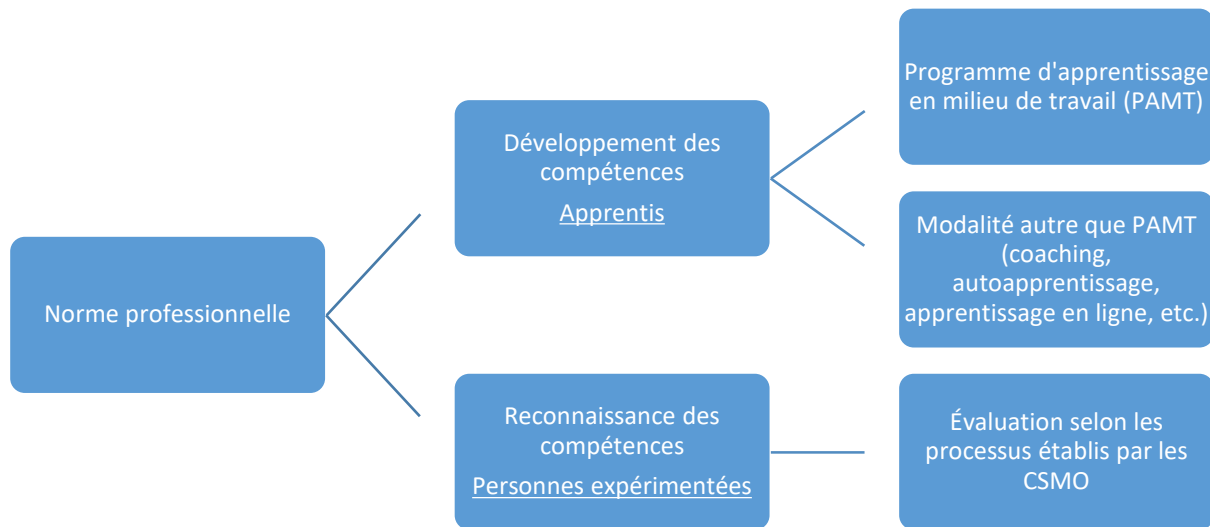 Norme professionnelle
Développement des
compétences
Apprentis
Programme d'apprentissage
en milieu de travail (PAMT)
Modalité autre que PAMT
(coaching,
autoapprentissage,
apprentissage en ligne, etc.)
Reconnaissance des
compétences
Personnes expérimentées
Évaluation selon les
processus établis par les
CSMO